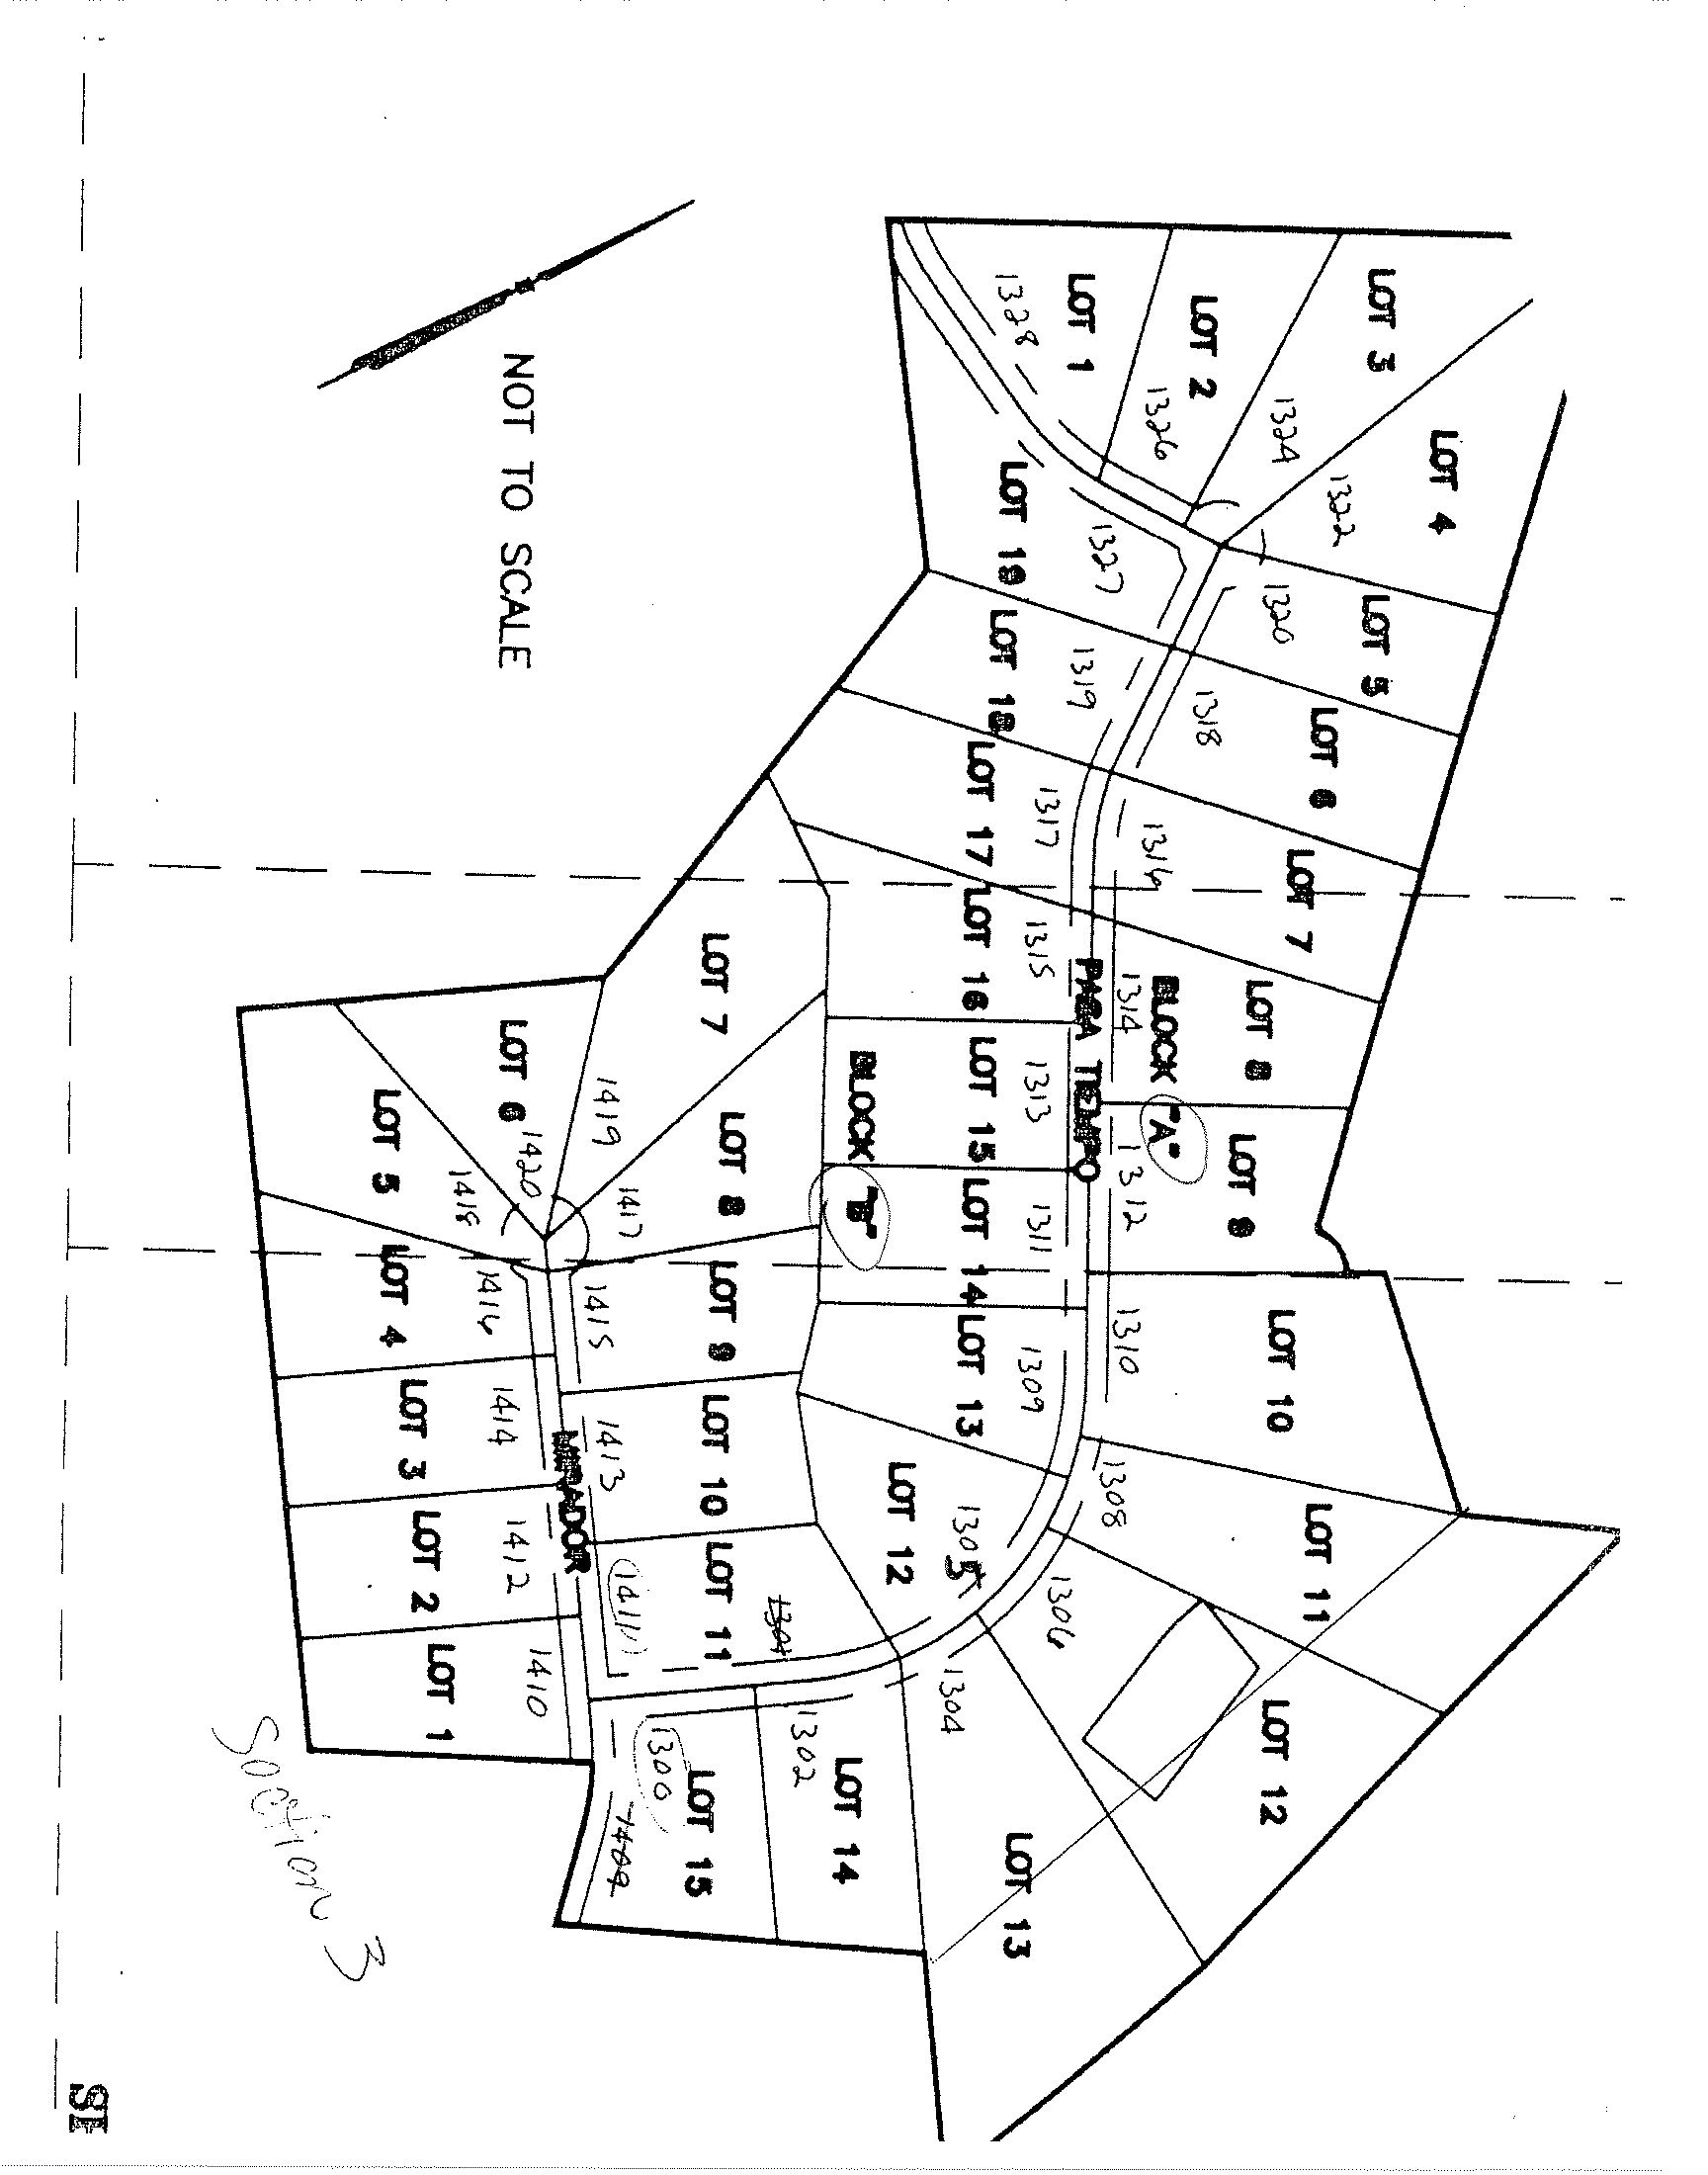 LOT 3
LOT 4
LOT 2
LOT 1
1328
1326
1324
1322
1320
LOT 5
1318
LOT 6
1316
LOT 7
LOT 8
1314
BLOCK "A"
LOT 9
1312
PASA TIEMPO
LOT 10
1310
LOT 11
1308
LOT 12
1306
LOT 13
1304
LOT 14
1302
LOT 15
1300
1400
LOT 19
1327
LOT 18
1319
LOT 17
1317
LOT 16
1315
LOT 15
1313
LOT 14
1311
LOT 13
1309
LOT 12
1305
BLOCK "B"
LOT 11
1301
1411
LOT 10
1413
LOT 9
1415
LOT 8
1417
LOT 7
1419
LOT 6
1420
LOT 5
1418
LOT 4
1416
LOT 3
1414
LOT 2
1412
LOT 1
1410
MIRADOR
NOT TO SCALE
Section 3